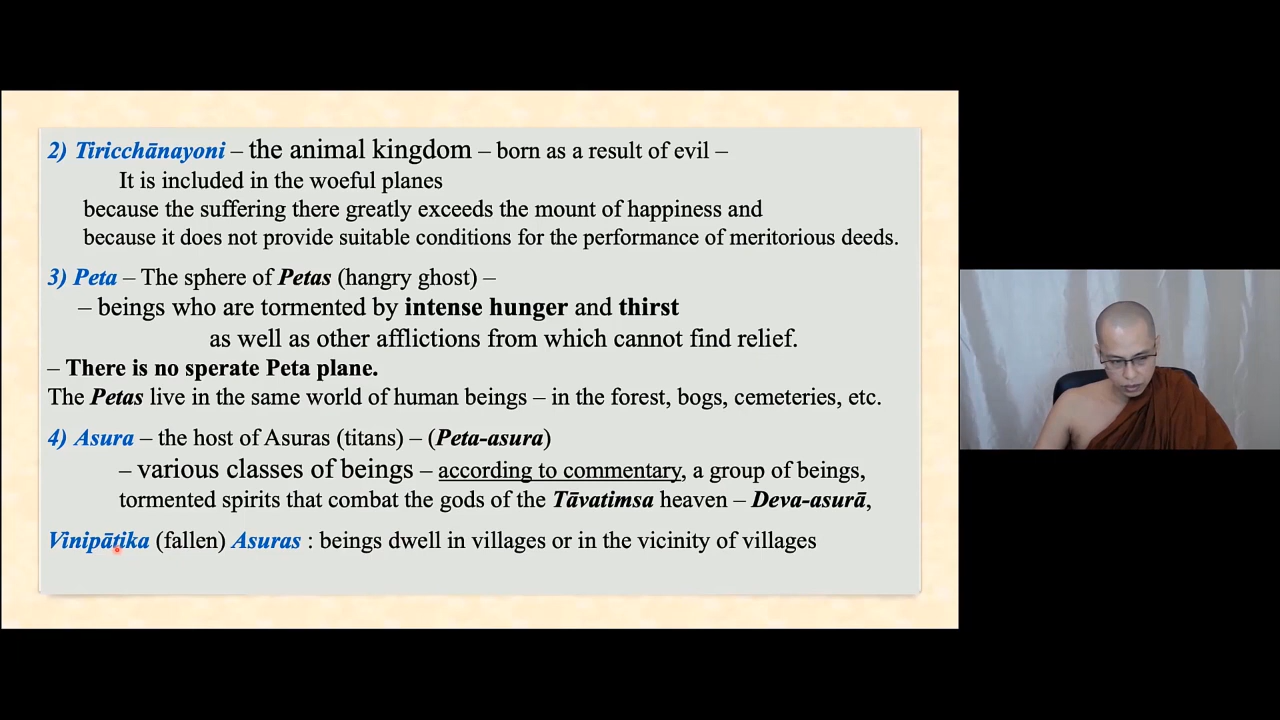 2) Tiricchānayoni – the animal kingdom – born as a result of evil –
It is included in the woeful planes
because the suffering there greatly exceeds the mount of happiness and
because it does not provide suitable conditions for the performance of meritorious deeds.
3) Peta – The sphere of Petas (hangry ghost) –
– beings who are tormented by intense hunger and thirst
as well as other afflictions from which cannot find relief.
– There is no sperate Peta plane.
The Petas live in the same world of human beings – in the forest, bogs, cemeteries, etc.
4) Asura – the host of Asuras (titans) – (Peta-asura)
– various classes of beings – according to commentary, a group of beings,
tormented spirits that combat the gods of the Tāvatimsa heaven – Deva-asurā,
Vinipātika (fallen) Asuras : beings dwell in villages or in the vicinity of villages